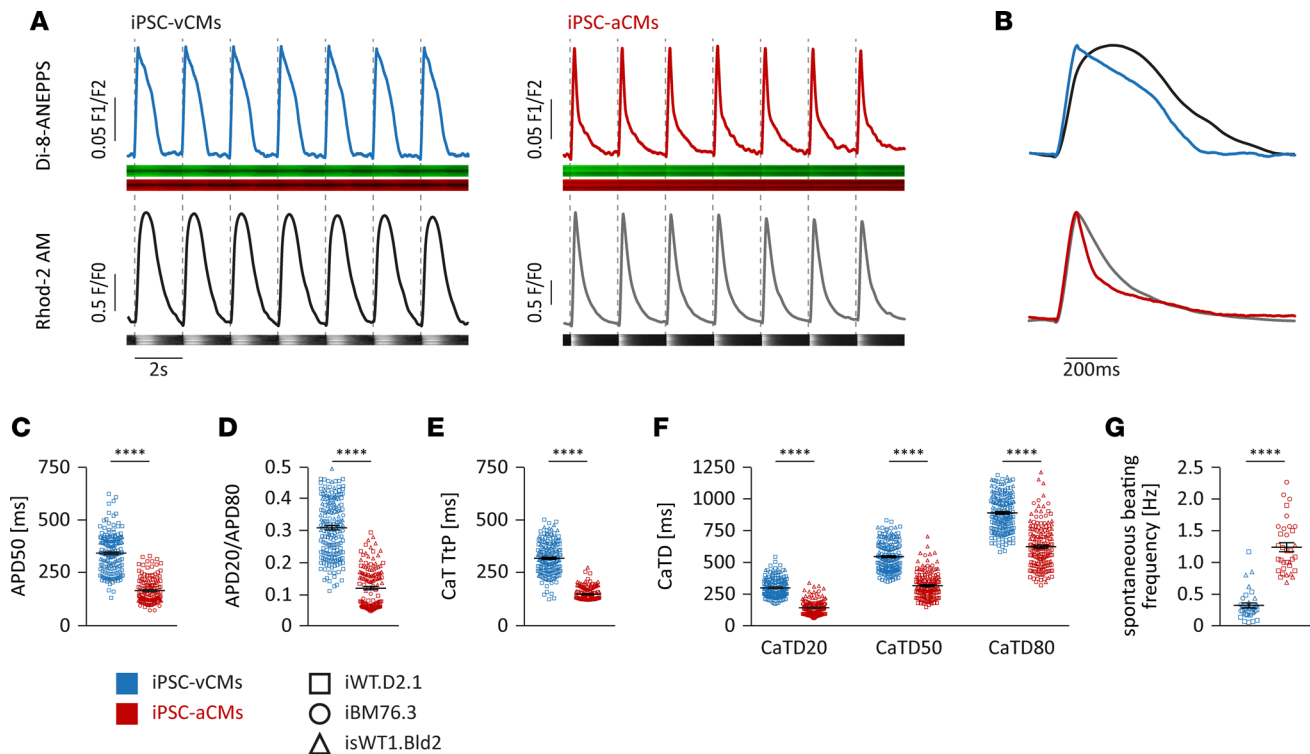 A
iPSC-vCMs
iPSC-aCMs
B
Di-8-ANEPPS
0.05 F1/F2
0.05 F1/F2
Rhod-2 AM
0.5 F/F0
0.5 F/F0
2s
200ms
C
D
E
F
G
APD50 [ms]
750
500
250
0
****
APD20/APD80
0.5
0.4
0.3
0.2
0.1
0
****
CaT TtP [ms]
750
500
250
0
****
CaTD [ms]
1250
1000
750
500
250
0
****
****
****
CaTD20
CaTD50
CaTD80
spontaneous beating
frequency [Hz]
2.5
2.0
1.5
1.0
0.5
0
****
iPSC-vCMs
iPSC-aCMs
iWT.D2.1
iBM76.3
isWT1.Bld2